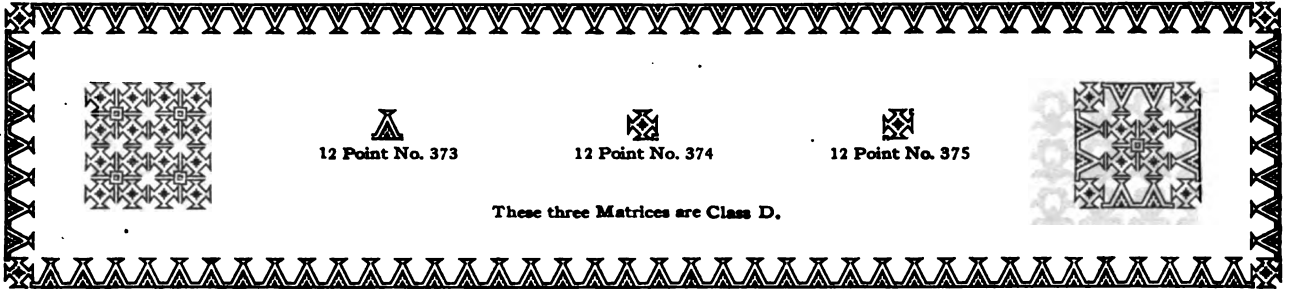 12 Point No. 373 12 Point No. 374 12 Point No. 375
These three Matrices are Class D.